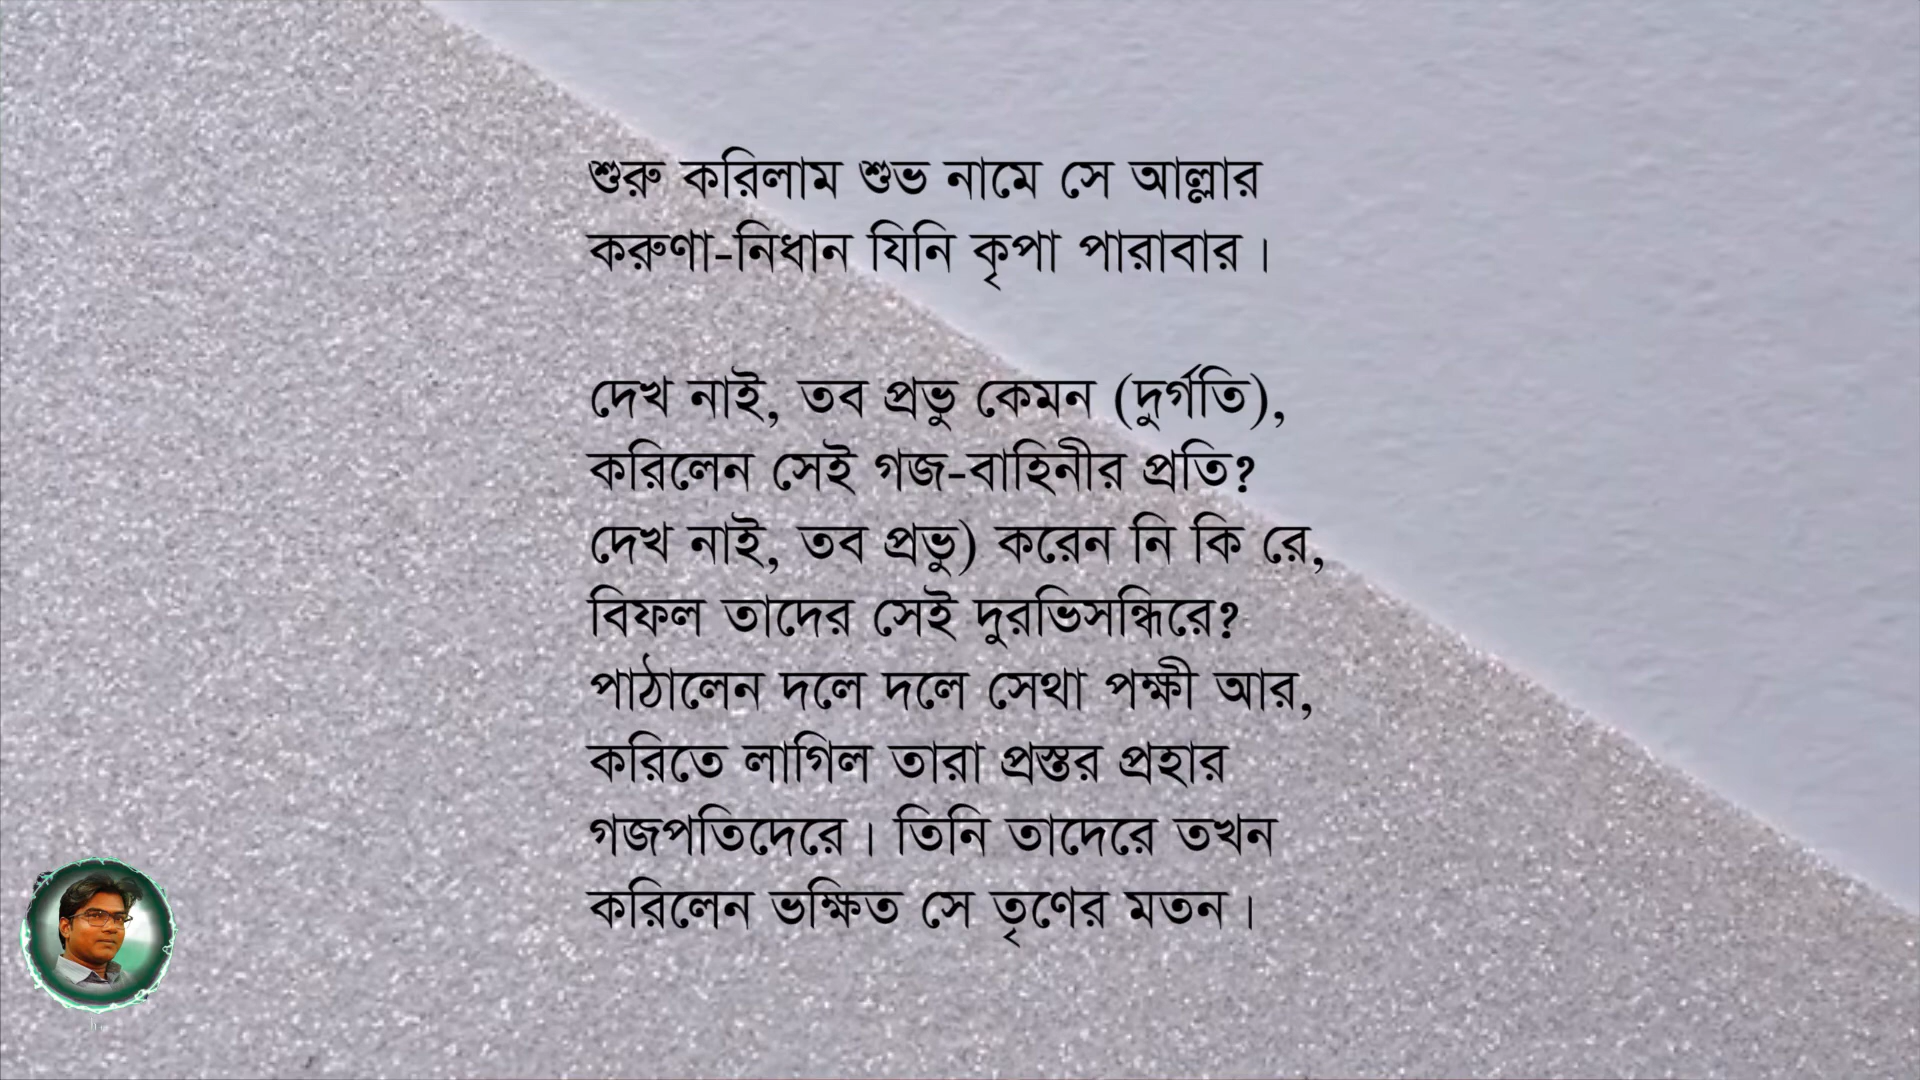 শুরু করিলাম শুভ নামে সে আল্লার
করুণা-নিধান যিনি কৃপা পারাবার।
দেখ নাই, তব প্রভু কেমন (দুর্গতি),
করিলেন সেই গজ-বাহিনীর প্রতি?
দেখ নাই, তব প্রভু) করেন নি কি রে,
বিফল তাদের সেই দুরভিসন্ধিরে?
পাঠালেন দলে দলে সেথা পক্ষী আর,
করিতে লাগিল তারা প্রস্তর প্রহার
গজপতিদেরে। তিনি তাদেরে তখন
করিলেন ভক্ষিত সে তৃণের মতন।